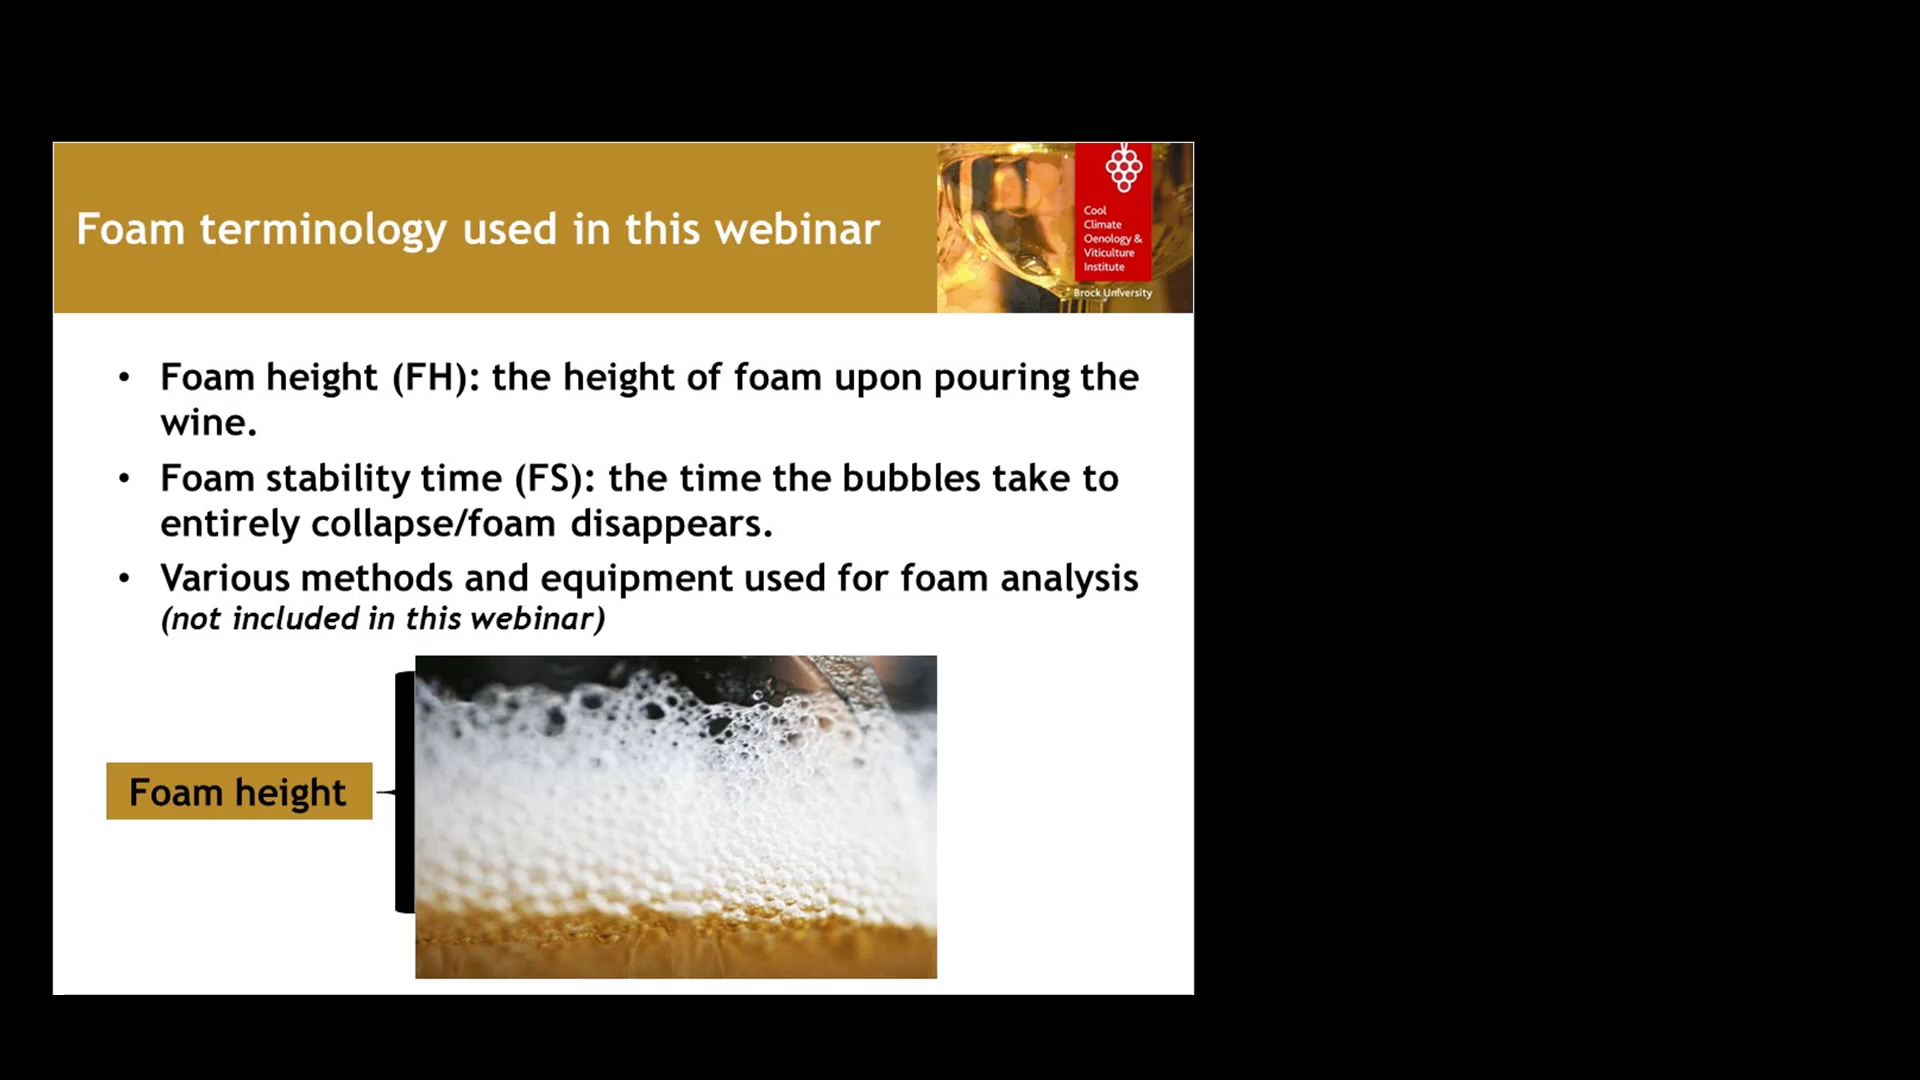 Foam terminology used in this webinar
Cool
Climate
Oenology &
Viticulture
Institute
Brock University
• Foam height (FH): the height of foam upon pouring the
wine.
• Foam stability time (FS): the time the bubbles take to
entirely collapse/foam disappears.
• Various methods and equipment used for foam analysis
(not included in this webinar)
Foam height